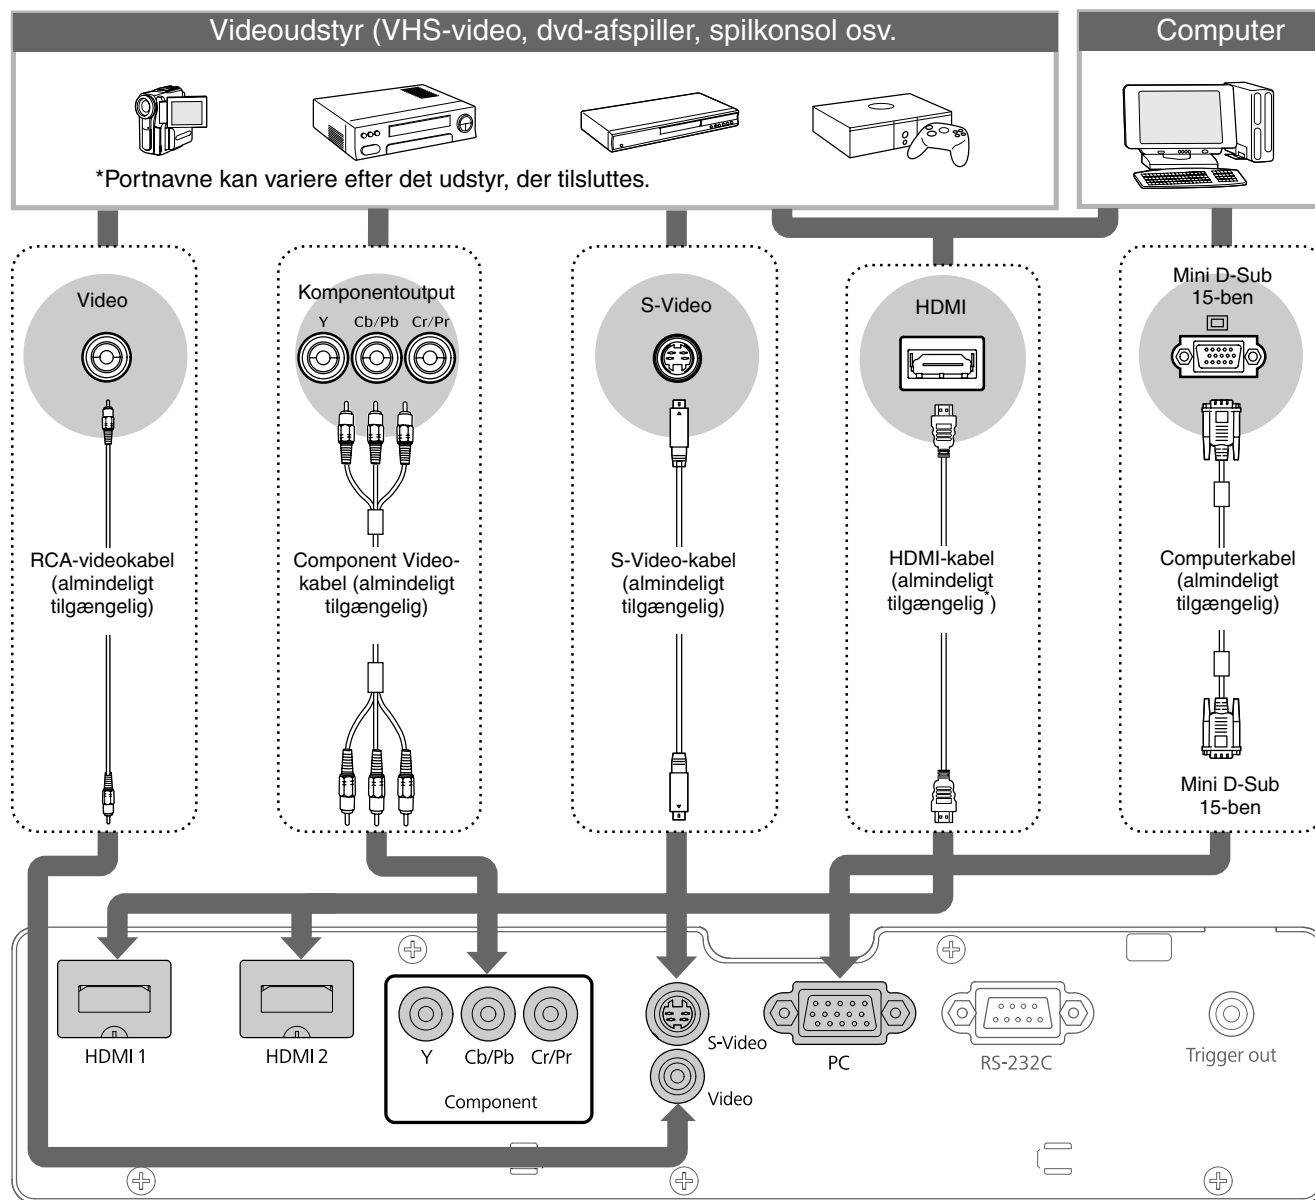 Videoudstyr (VHS-video, dvd-afspiller, spilkonsol osv.
Computer
*Portnavne kan variere efter det udstyr, der tilsluttes.
Video
Komponentoutput
Y Cb/Pb Cr/Pr
S-Video
HDMI
Mini D-Sub
15-ben
RCA-videokabel
(almindeligt
tilgængelig)
Component Video-
kabel (almindeligt
tilgængelig)
S-Video-kabel
(almindeligt
tilgængelig)
HDMI-kabel
(almindeligt
tilgængelig*)
Computerkabel
(almindeligt
tilgængelig)
Mini D-Sub
15-ben
HDMI 1
HDMI 2
Y Cb/Pb Cr/Pr
Component
S-Video
Video
PC
RS-232C
Trigger out